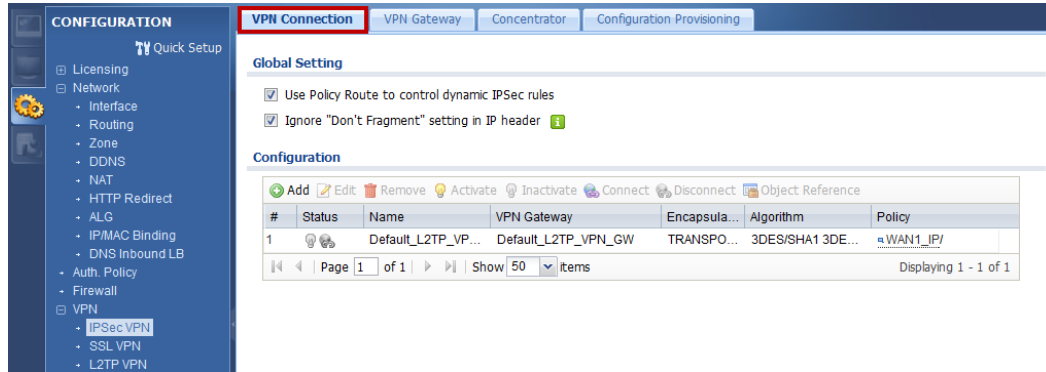 CONFIGURATION
Quick Setup
Licensing
Network
Interface
Routing
Zone
DDNS
NAT
HTTP Redirect
ALG
IP/MAC Binding
DNS Inbound LB
Auth. Policy
Firewall
VPN
IPSec VPN
SSL VPN
L2TP VPN
VPN Connection VPN Gateway Concentrator Configuration Provisioning
Global Setting
Use Policy Route to control dynamic IPSec rules
Ignore "Don't Fragment" setting in IP header
Configuration
Add Edit Remove Activate Inactivate Connect Disconnect Object Reference
# Status Name VPN Gateway Encapsula... Algorithm Policy
1 Default_L2TP_VP... Default_L2TP_VPN_GW TRANSPO... 3DES/SHA1 3DE... WAN1_IP/
Page 1 of 1 Show 50 items Displaying 1 - 1 of 1